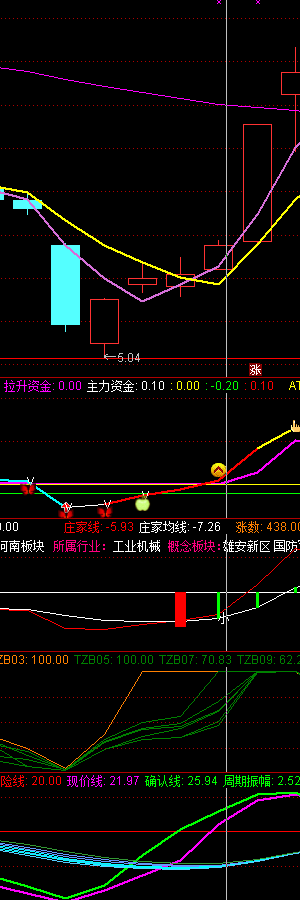 ×
×
←5.04
涨
拉升资金: 0.00 主力资金: 0.10 : 0.00 : -0.20 : 0.10 AT
0.00 庄家线: -5.93 庄家均线: -7.26 涨数: 438.00
河南板块 所属行业: 工业机械 概念板块: 雄安新区 国防
ZB03: 100.00 TZB05: 100.00 TZB07: 70.83 TZB09: 62.2
险线: 20.00 现价线: 21.97 确认线: 25.94 周期振幅: 2.52